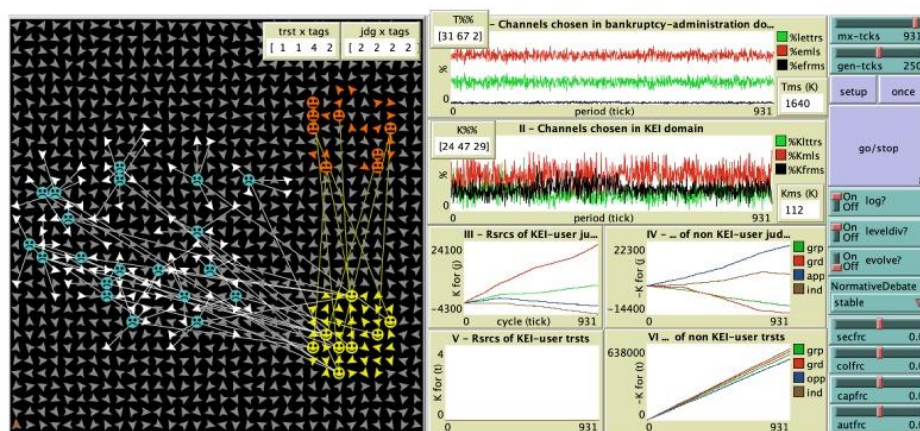 trst x tags
[ 1 1 4 2
jdg x tags
[ 2 2 2 2
T%%
[31 67 2]
- Channels chosen in bankruptcy-administration do...
%lettrs
%emls
%efrms
%
Tms (K)
1640
0
period (tick)
931
K%%
[24 47 29]
II - Channels chosen in KEI domain
%Klttrs
%Kmls
%Kfrms
%
Kms (K)
112
0
period (tick)
931
III - Rsrcs of KEI-user ju...
24100
K for (j)
-4300
0
cycle (tick)
931
IV - ... of non KEI-user jud...
22300
-K for (j)
-14400
0
931
grp
grd
app
ind
V - Rsrcs of KEI-user trsts
4
K for (t)
0
0
931
VI ... of non KEI-user trsts
638000
-K for (t)
0
0
931
grp
grd
opp
ind
mx-tcks
931
gen-tcks
250
setup
once
go/stop
On
Off
log?
On
Off
leveldiv?
On
Off
evolve?
NormativeDebate
stable
secfrc
0.
colfrc
0.
capfrc
0.
autfrc
0.